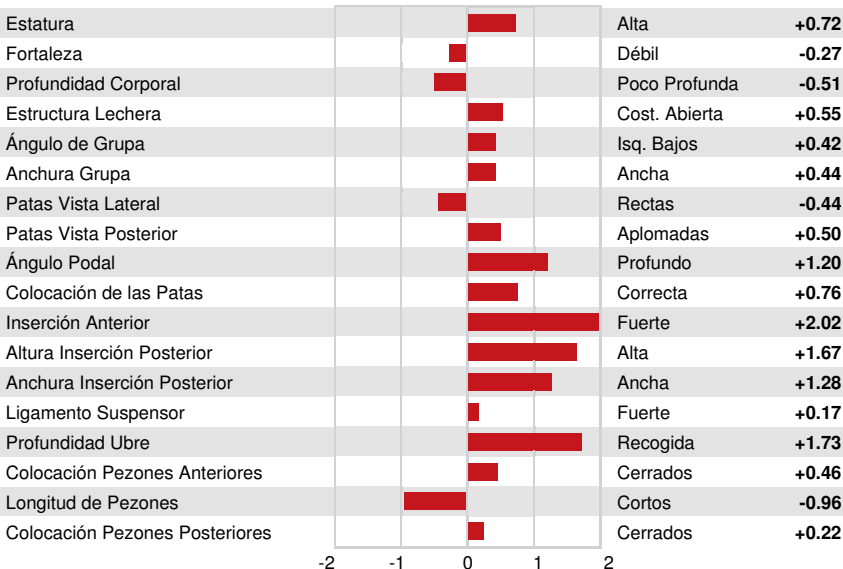 Estatura Alta +0.72
Fortaleza Débil -0.27
Profundidad Corporal Poco Profunda -0.51
Estructura Lechera Cost. Abierta +0.55
Ángulo de Grupa Isq. Bajos +0.42
Anchura Grupa Ancha +0.44
Patas Vista Lateral Rectas -0.44
Patas Vista Posterior Aplomadas +0.50
Ángulo Podal Profundo +1.20
Colocación de las Patas Correcta +0.76
Inserción Anterior Fuerte +2.02
Altura Inserción Posterior Alta +1.67
Anchura Inserción Posterior Ancha +1.28
Ligamento Suspensor Fuerte +0.17
Profundidad Ubre Recogida +1.73
Colocación Pezones Anteriores Cerrados +0.46
Longitud de Pezones Cortos -0.96
Colocación Pezones Posteriores Cerrados +0.22
-2 -1 0 1 2